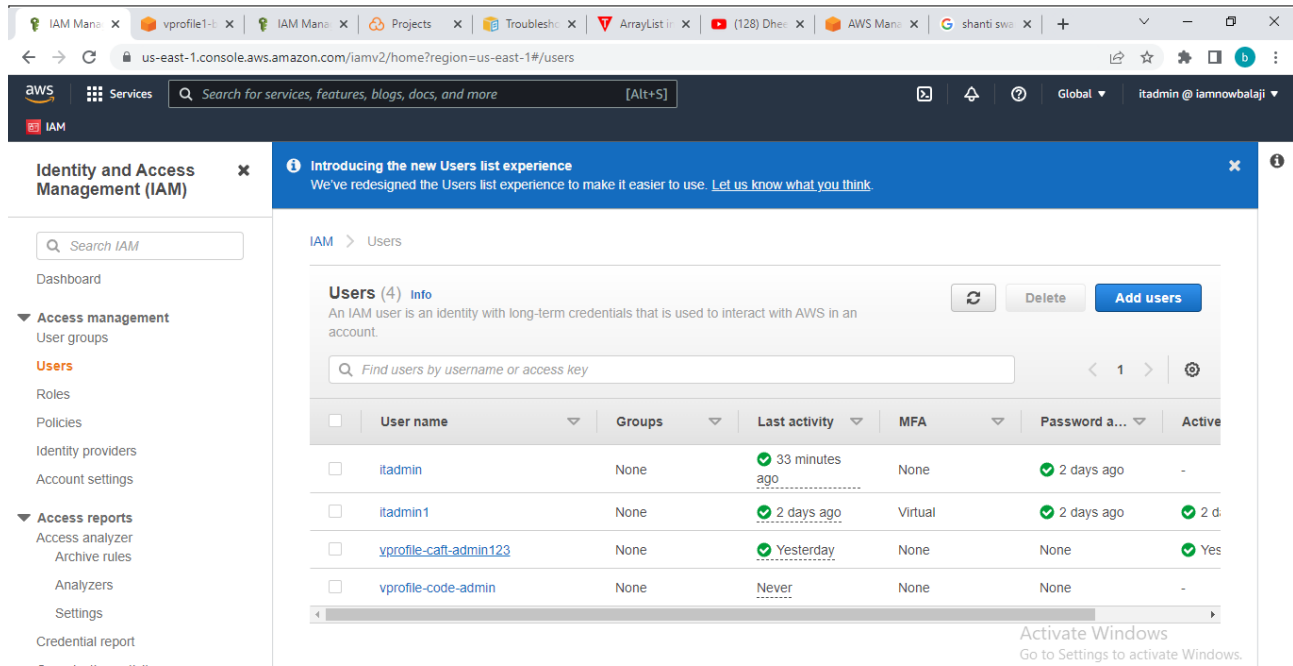 IAM Mana
vprofile1-b
IAM Mana
Projects
Troublesho
ArrayList in
(128) Dhee
AWS Mana
shanti swa
us-east-1.console.aws.amazon.com/iamv2/home?region=us-east-1#/users
b
aws
Services
Search for services, features, blogs, docs, and more
[Alt+S]
Global
itadmin @ iamnowbalaji
IAM
Identity and Access
Management (IAM)
Search IAM
Dashboard
Access management
User groups
Users
Roles
Policies
Identity providers
Account settings
Access reports
Access analyzer
Archive rules
Analyzers
Settings
Credential report
Introducing the new Users list experience
We've redesigned the Users list experience to make it easier to use. Let us know what you think.
IAM > Users
Users (4) Info
An IAM user is an identity with long-term credentials that is used to interact with AWS in an
account.
Delete
Add users
Find users by username or access key
1
User name Groups Last activity MFA Password a... Active
itadmin None 33 minutes ago None 2 days ago -
itadmin1 None 2 days ago Virtual 2 days ago 2 d
vprofile-caft-admin123 None Yesterday None None Yes
vprofile-code-admin None Never None None -
Activate Windows
Go to Settings to activate Windows.